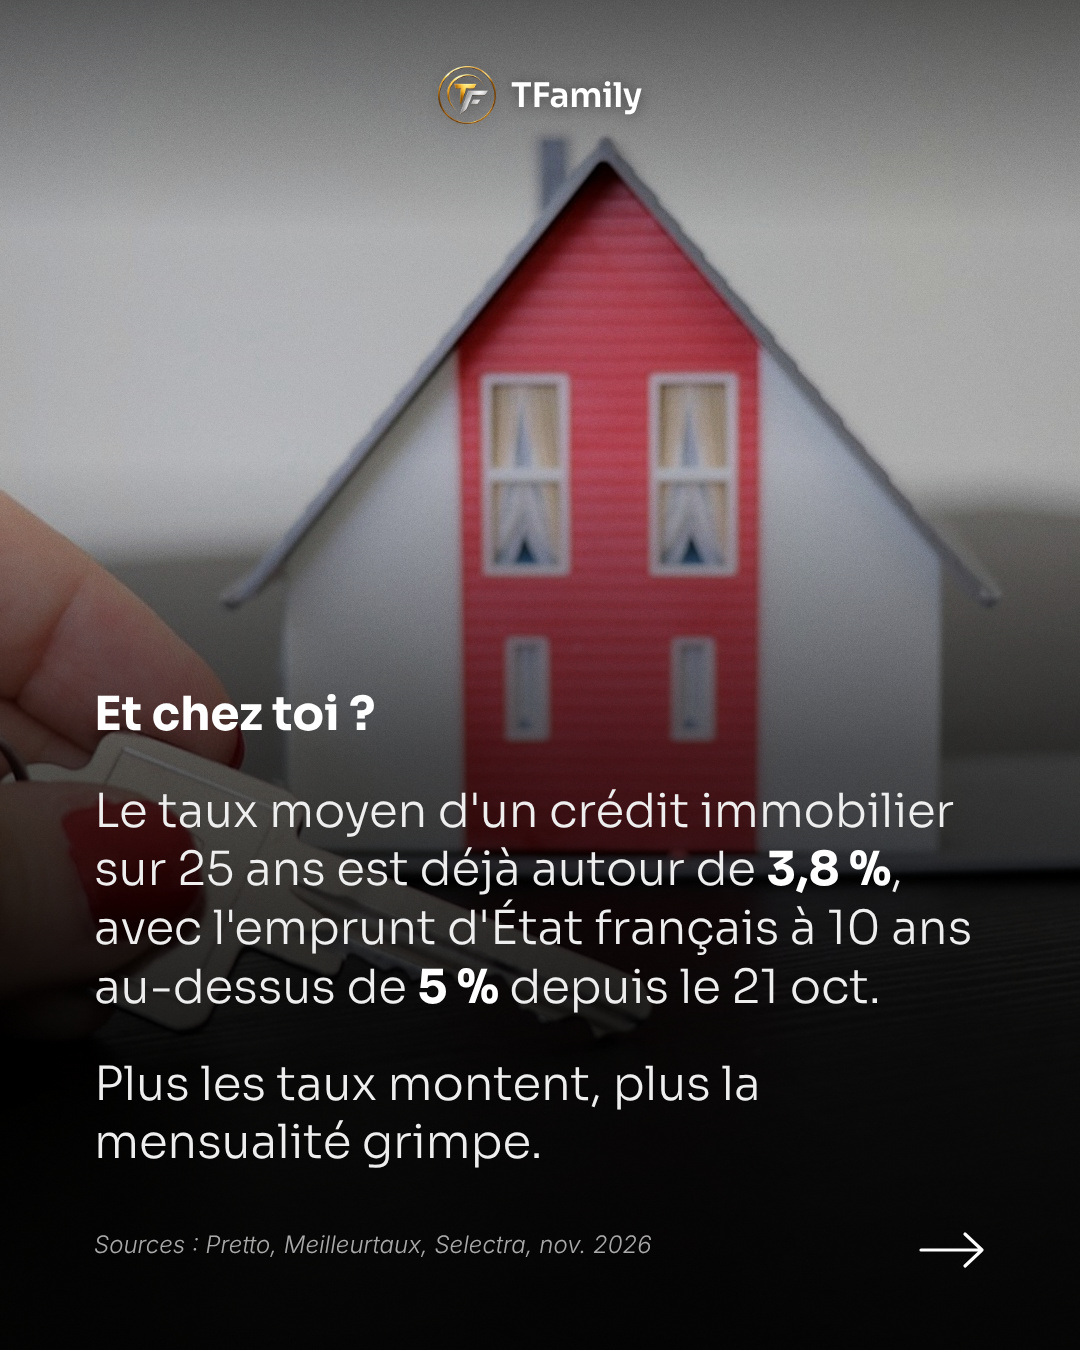 TFamily
Et chez toi ?
Le taux moyen d'un crédit immobilier
sur 25 ans est déjà autour de 3,8 %,
avec l'emprunt d'État français à 10 ans
au-dessus de 5 % depuis le 21 oct.
Plus les taux montent, plus la
mensualité grimpe.
Sources : Pretto, Meilleurtaux, Selectra, nov. 2026